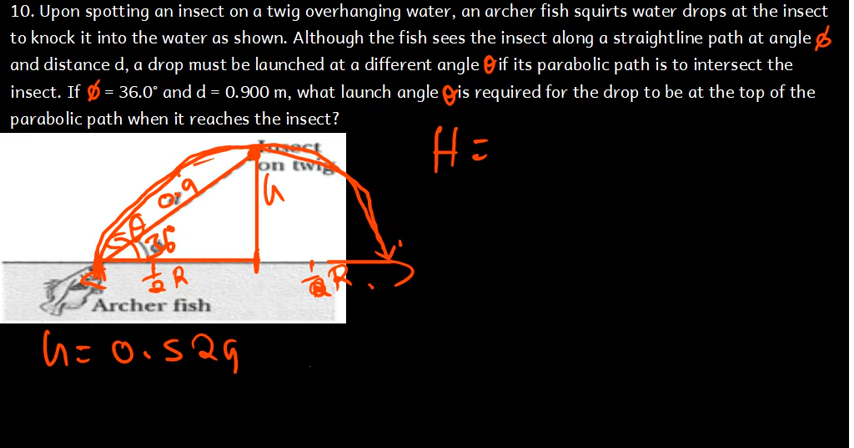 10. Upon spotting an insect on a twig overhanging water, an archer fish squirts water drops at the insect
to knock it into the water as shown. Although the fish sees the insect along a straightline path at angle ϕ
and distance d, a drop must be launched at a different angle θ if its parabolic path is to intersect the
insect. If ϕ = 36.0° and d = 0.900 m, what launch angle θ is required for the drop to be at the top of the
parabolic path when it reaches the insect?
H =
Insect
on twig
0.9
h
θ
36
1/2 R
1/2 R
Archer fish
h = 0.529